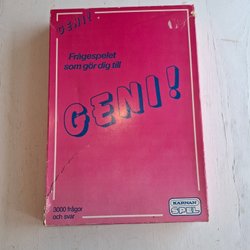 GENI!
Frågespelet
som gör dig till
GENI!
3000 frågor
och svar
KARNAN
SPEL